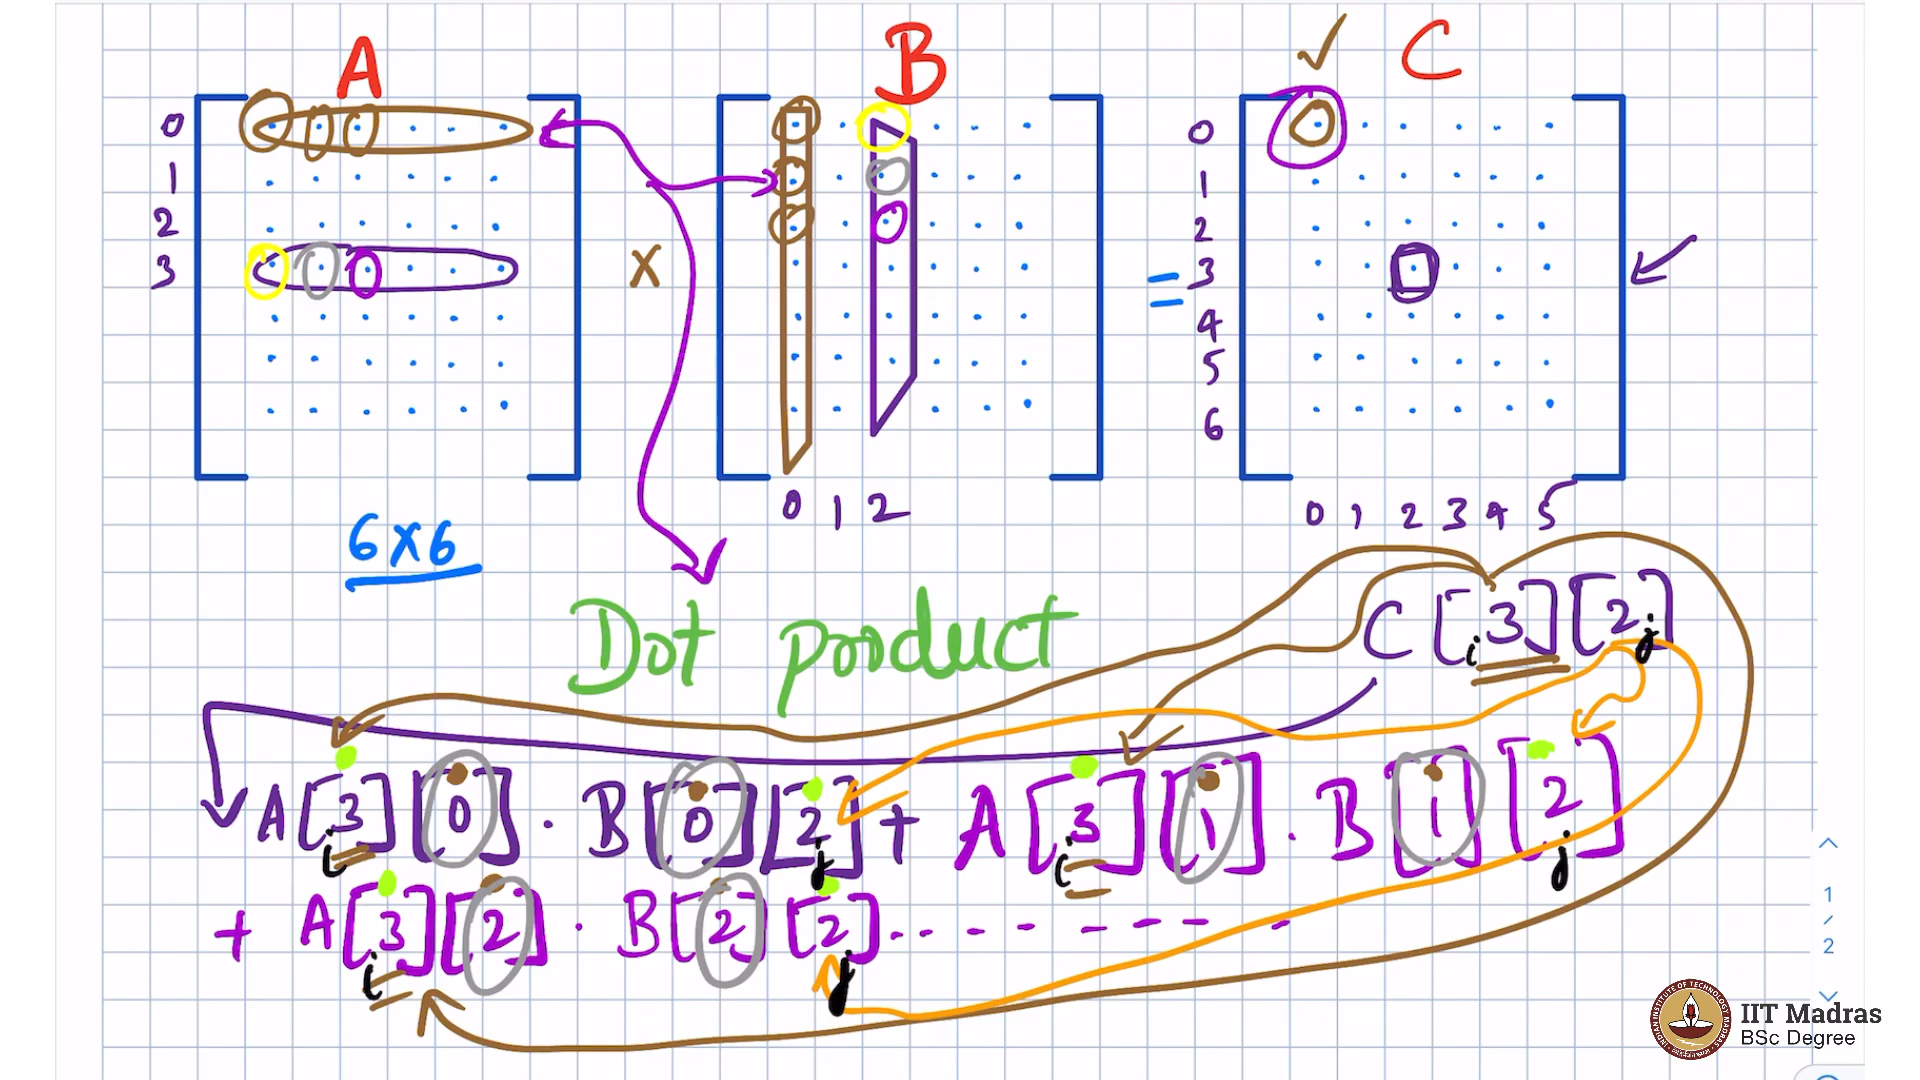 A B C
0 0
1 1
2 2
3 X = 3
4
5
6
0 1 2 0 1 2 3 4 5
6x6
C [3] [2]
i j
Dot product
A[3][0] . B[0][2] + A[3][1] . B[1][2]
i j i j
+ A[3][2] . B[2][2] - - - - - - - - -
i j
1
/
2
IIT Madras
BSc Degree